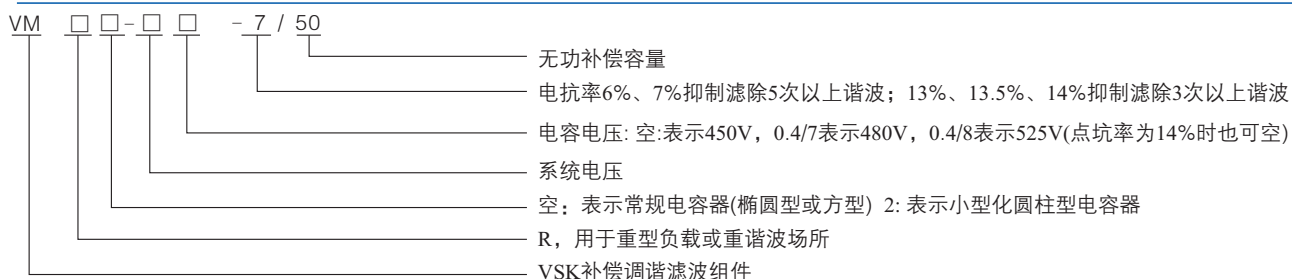 VM □ □-□ □ -7/50
无功补偿容量
电抗率6%、7%抑制滤除5次以上谐波；13%、13.5%、14%抑制滤除3次以上谐波
电容电压: 空:表示450V，0.4/7表示480V，0.4/8表示525V(点坑率为14%时也可空)
系统电压
空：表示常规电容器(椭圆型或方型) 2: 表示小型化圆柱型电容器
R，用于重型负载或重谐波场所
VSK补偿调谐滤波组件